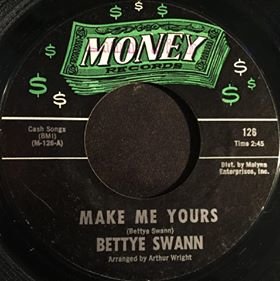 $ $ $ $
MONEY
RECORDS
$ $ $ $
Cash Songs
(BMI)
(M-126-A)
126
Time 2:45
Dist. by Malynn
Enterprises, Inc.
MAKE ME YOURS
(Bettye Swann)
BETTYE SWANN
Arranged by Arthur Wright